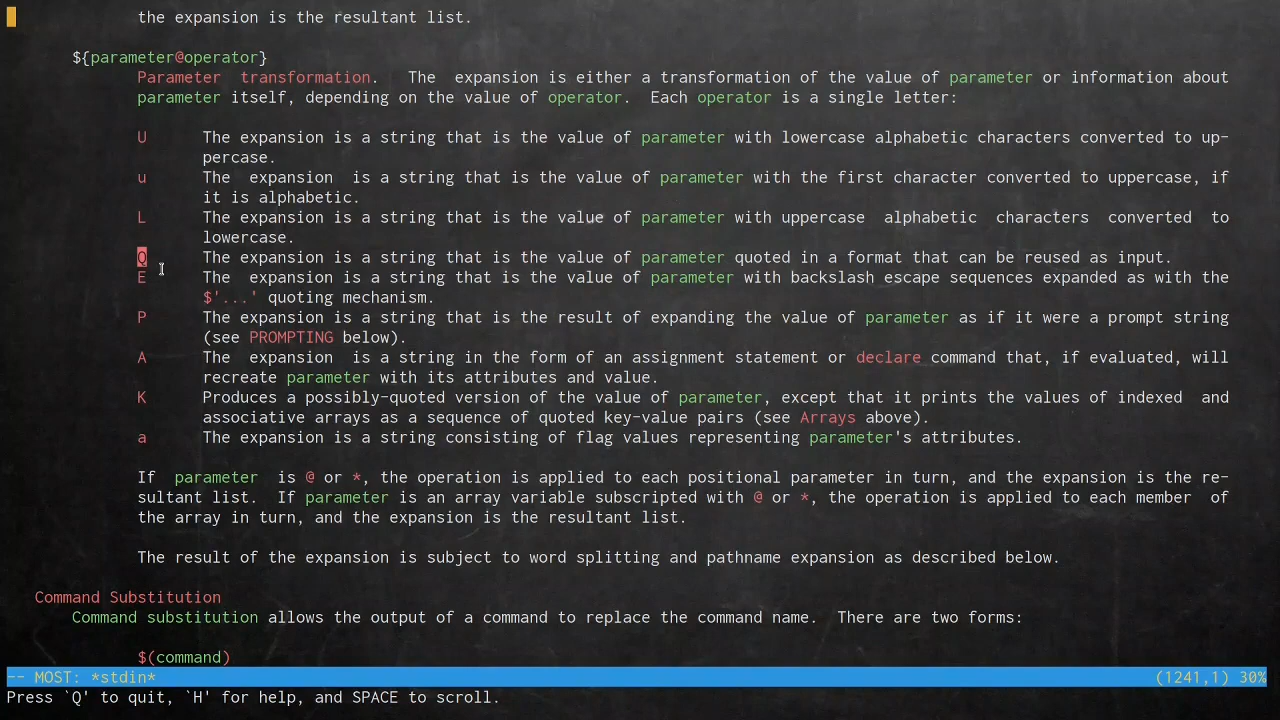 the expansion is the resultant list.
${parameter@operator}
Parameter transformation. The expansion is either a transformation of the value of parameter or information about
parameter itself, depending on the value of operator. Each operator is a single letter:
U The expansion is a string that is the value of parameter with lowercase alphabetic characters converted to up-
percase.
u The expansion is a string that is the value of parameter with the first character converted to uppercase, if
it is alphabetic.
L The expansion is a string that is the value of parameter with uppercase alphabetic characters converted to
lowercase.
Q The expansion is a string that is the value of parameter quoted in a format that can be reused as input.
E The expansion is a string that is the value of parameter with backslash escape sequences expanded as with the
$'...' quoting mechanism.
P The expansion is a string that is the result of expanding the value of parameter as if it were a prompt string
(see PROMPTING below).
A The expansion is a string in the form of an assignment statement or declare command that, if evaluated, will
recreate parameter with its attributes and value.
K Produces a possibly-quoted version of the value of parameter, except that it prints the values of indexed and
associative arrays as a sequence of quoted key-value pairs (see Arrays above).
a The expansion is a string consisting of flag values representing parameter's attributes.
If parameter is @ or *, the operation is applied to each positional parameter in turn, and the expansion is the re-
sultant list. If parameter is an array variable subscripted with @ or *, the operation is applied to each member of
the array in turn, and the expansion is the resultant list.
The result of the expansion is subject to word splitting and pathname expansion as described below.
Command Substitution
Command substitution allows the output of a command to replace the command name. There are two forms:
$(command)
-- MOST: *stdin* (1241,1) 30%
Press `Q' to quit, `H' for help, and SPACE to scroll.